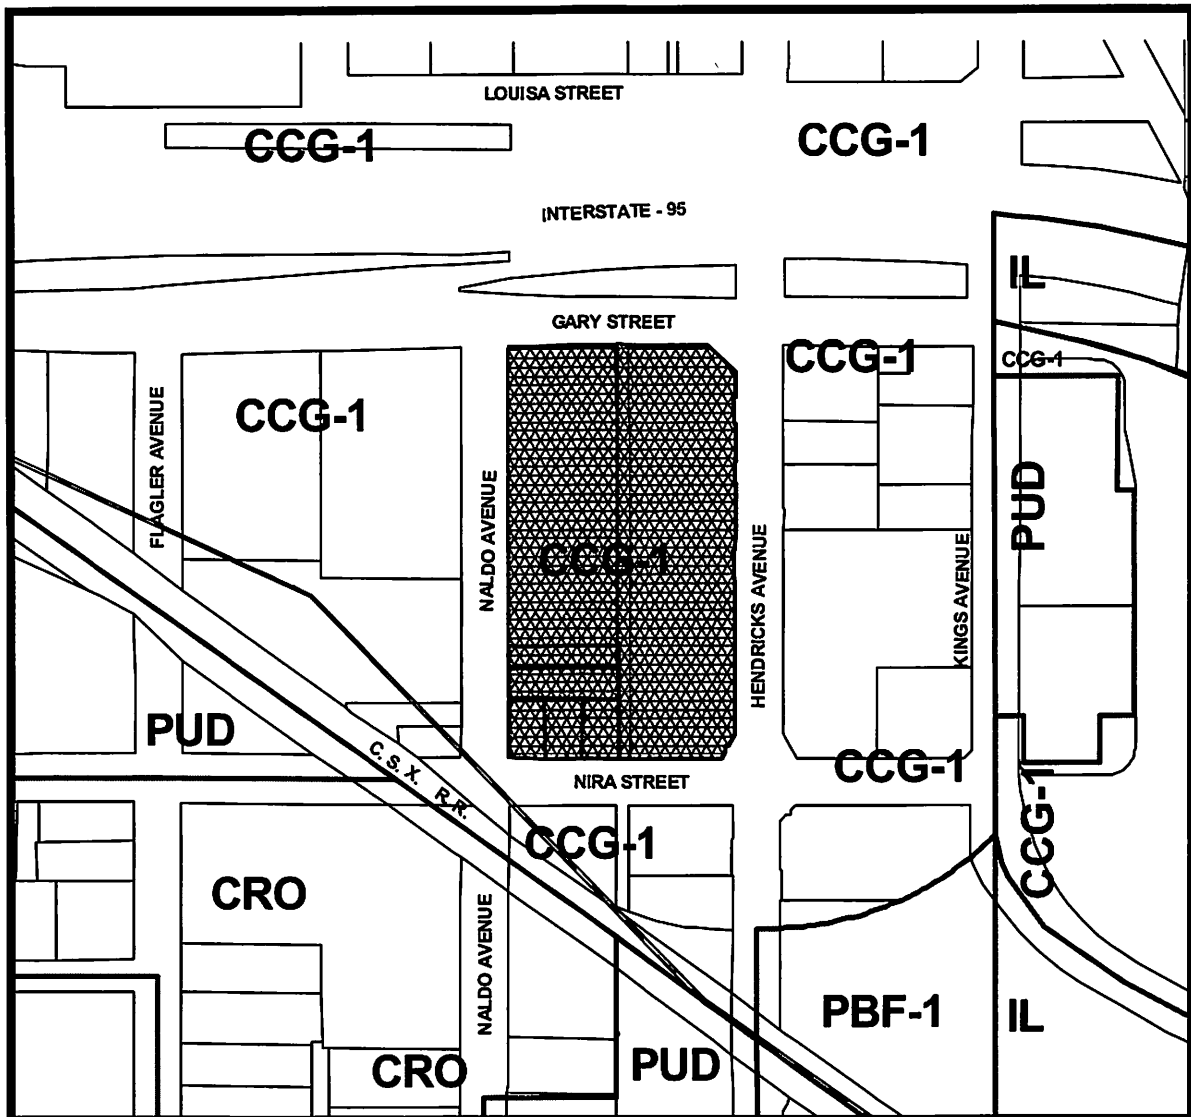 LOUISA STREET
CCG-1
CCG-1
INTERSTATE - 95
IL
GARY STREET
CCG-1
CCG-1
CCG-1
FLAGLER AVENUE
NALDO AVENUE
CCG-1
HENDRICKS AVENUE
KINGS AVENUE
PUD
PUD
C. S. X. R.R.
NIRA STREET
CCG-1
CCG-1
CCG-1
CRO
NALDO AVENUE
PBF-1
IL
CRO
PUD